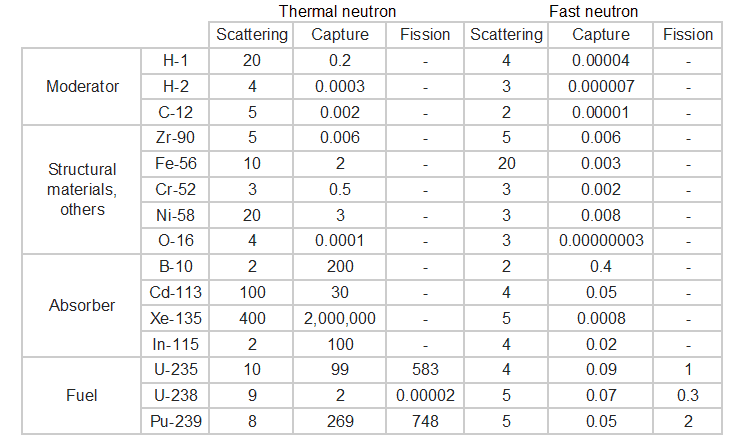 Thermal neutron Fast neutron
Scattering Capture Fission Scattering Capture Fission
Moderator
H-1 20 0.2 - 4 0.00004 -
H-2 4 0.0003 - 3 0.000007 -
C-12 5 0.002 - 2 0.00001 -
Structural
materials,
others
Zr-90 5 0.006 - 5 0.006 -
Fe-56 10 2 - 20 0.003 -
Cr-52 3 0.5 - 3 0.002 -
Ni-58 20 3 - 3 0.008 -
O-16 4 0.0001 - 3 0.00000003 -
Absorber
B-10 2 200 - 2 0.4 -
Cd-113 100 30 - 4 0.05 -
Xe-135 400 2,000,000 - 5 0.0008 -
In-115 2 100 - 4 0.02 -
Fuel
U-235 10 99 583 4 0.09 1
U-238 9 2 0.00002 5 0.07 0.3
Pu-239 8 269 748 5 0.05 2